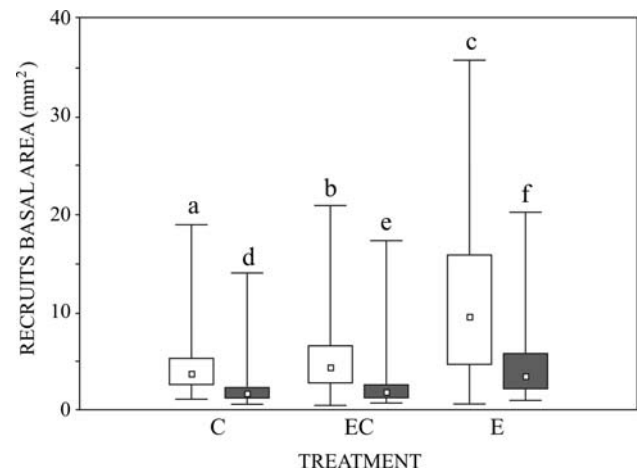 40
RECRUITS BASAL AREA (mm²)
c
30
b
f
a
20
e
d
10
0
C EC E
TREATMENT